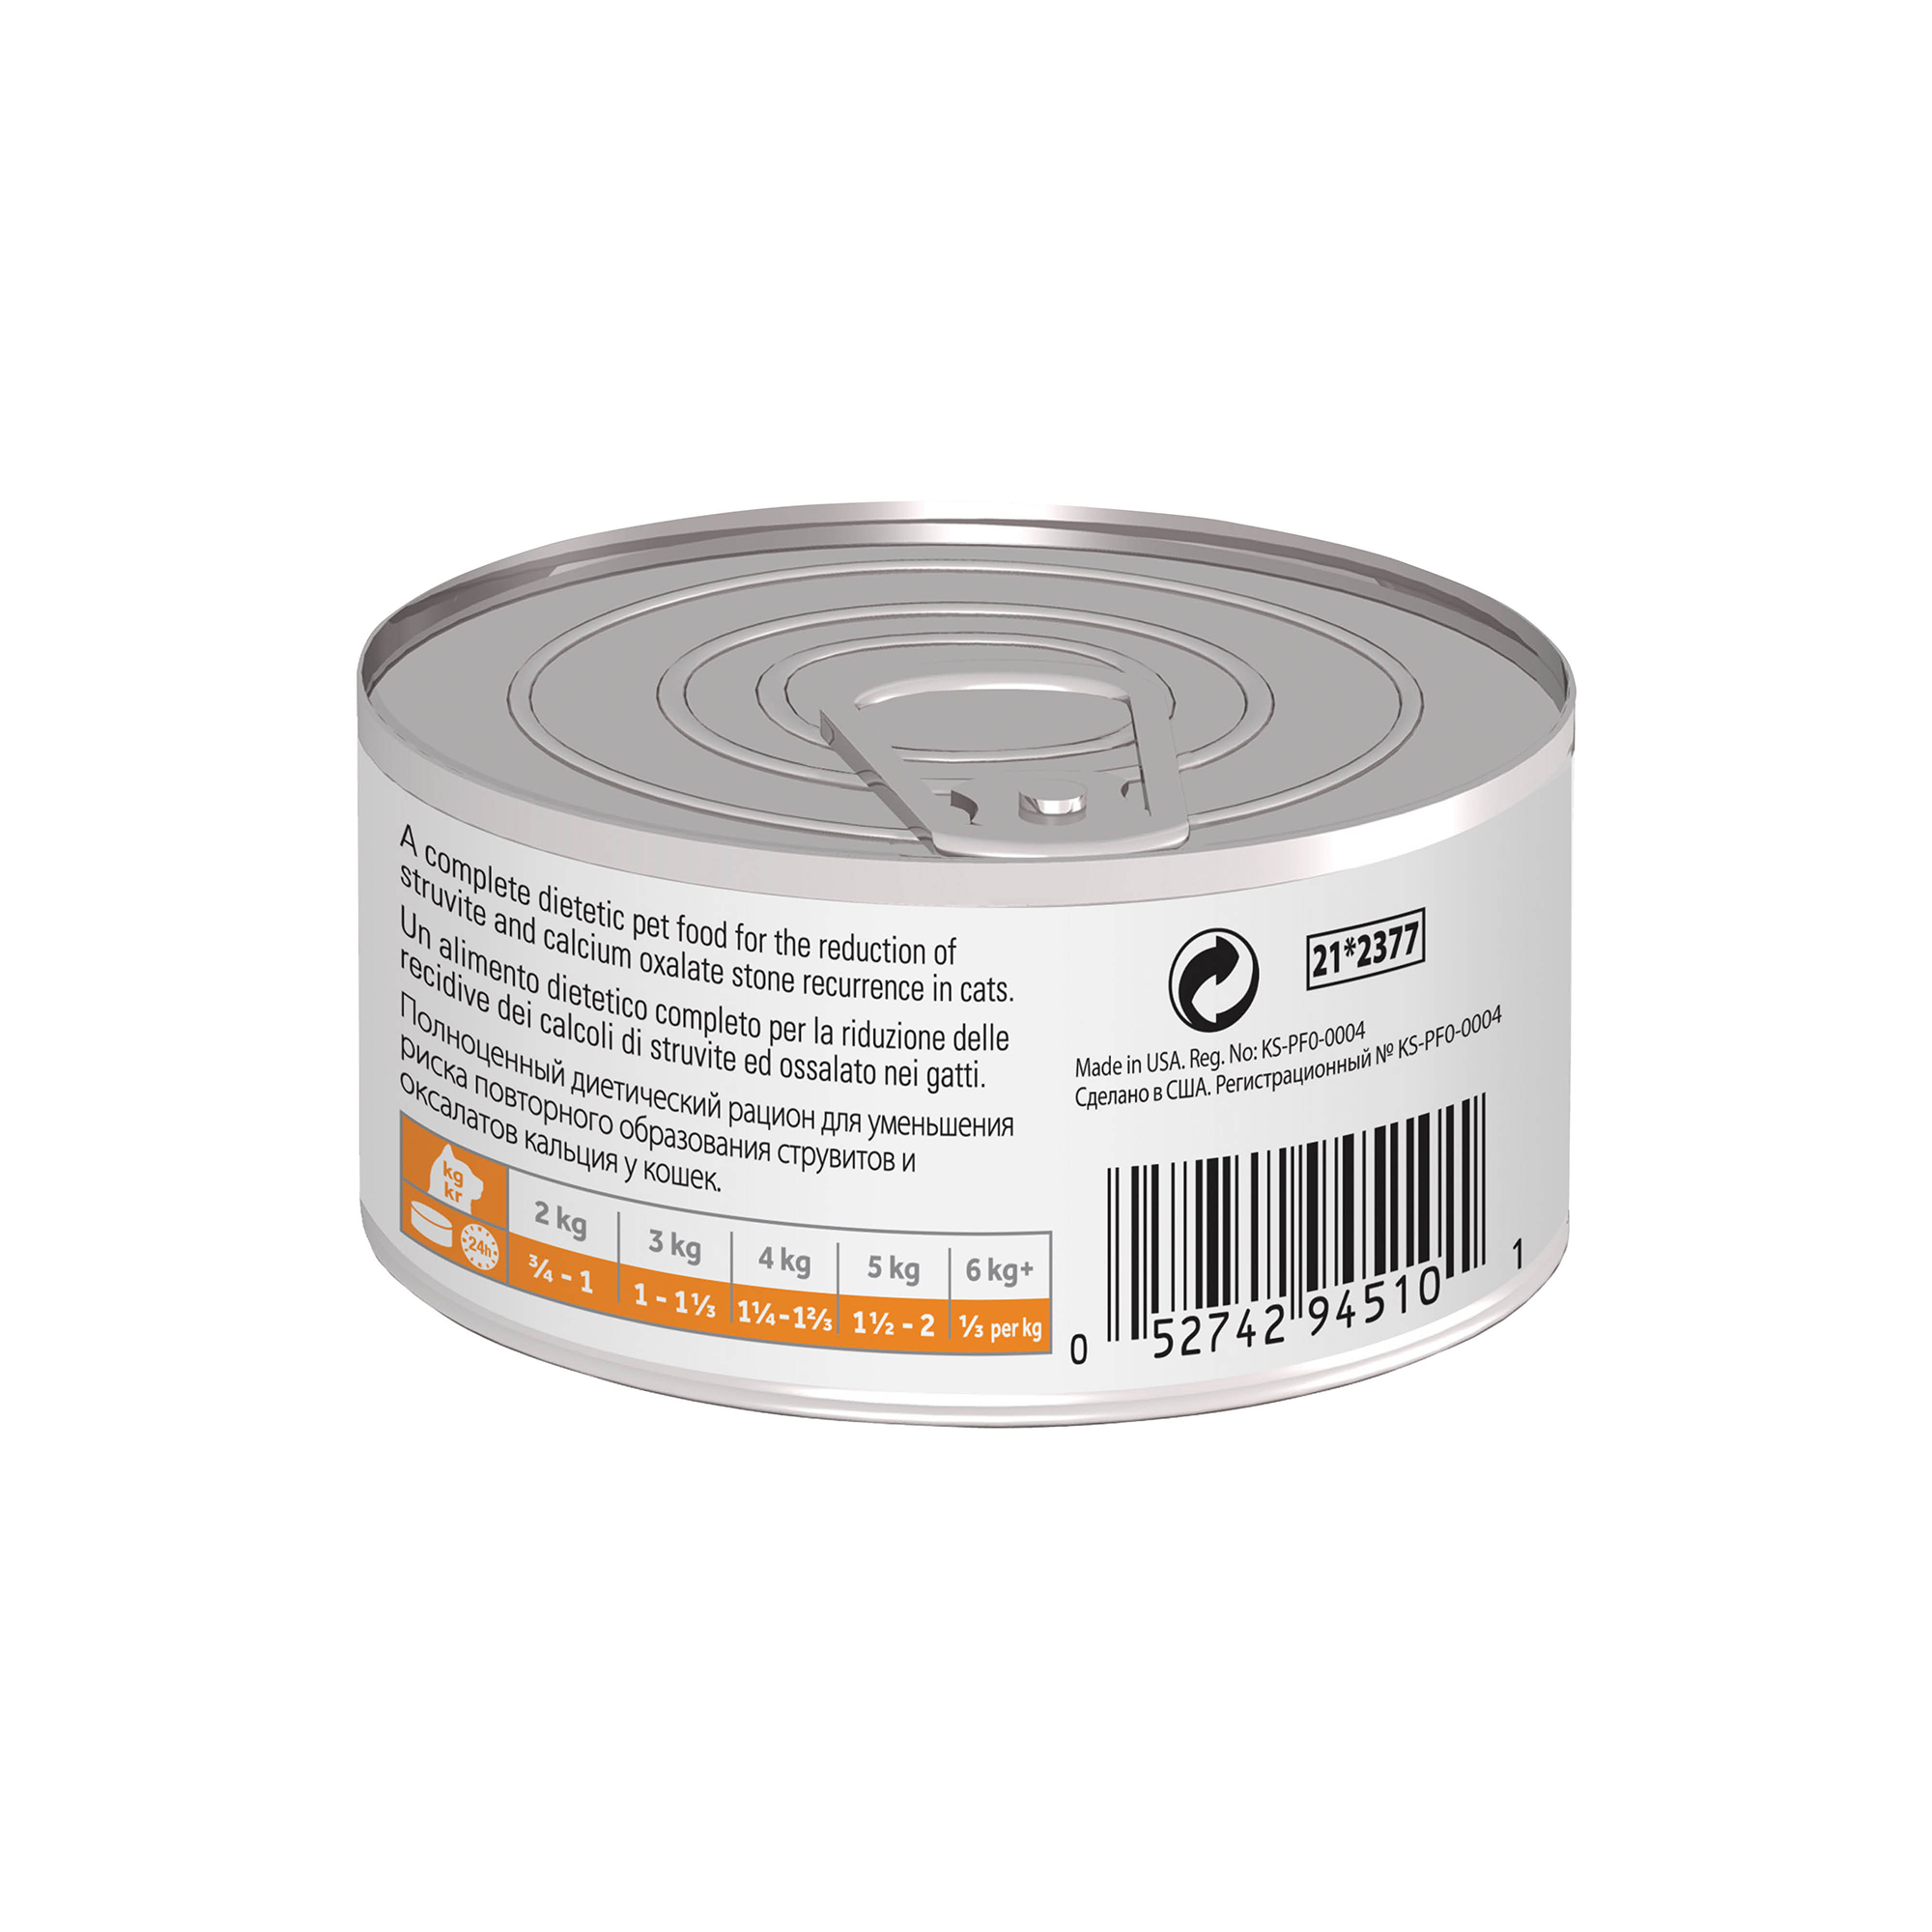 A complete dietetic pet food for the reduction of
struvite and calcium oxalate stone recurrence in cats.
Un alimento dietetico completo per la riduzione delle
recidive dei calcoli di struvite ed ossalato nei gatti.
Полноценный диетический рацион для уменьшения
риска повторного образования струвитов и
оксалатов кальция у кошек.
kg
kr
2 kg
3 kg
4 kg
5 kg
6 kg+
24h
¾ - 1
1 - 1⅓
1¼-1⅔
1½ - 2
⅓ per kg
21*2377
Made in USA. Reg. No: KS-PF0-0004
Сделано в США. Регистрационный № KS-PF0-0004
0 52742 94510 1